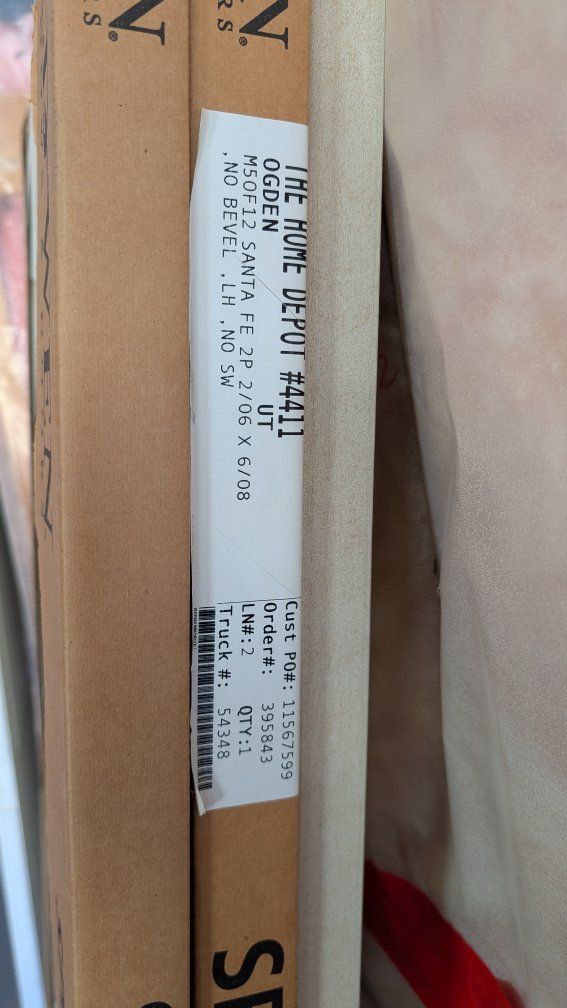 THE HOME DEPOT #4411
OGDEN UT
M5OF12 SANTA FE 2P 2/06 X 6/08
,NO BEVEL ,LH ,NO SW
Cust PO#: 11567599
Order#: 395843
LN#:2 QTY:1
Truck #: 54348